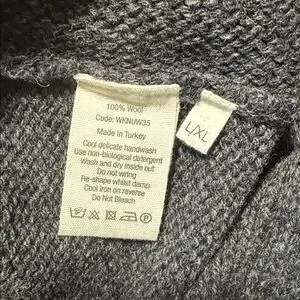 100% Wool
Code: WKNUW35
Made in Turkey
Cool delicate handwash
Use non-biological detergent
Wash and dry inside out
Do not wring
Re-shape whilst damp
Cool iron on reverse
Do Not Bleach
L/XL